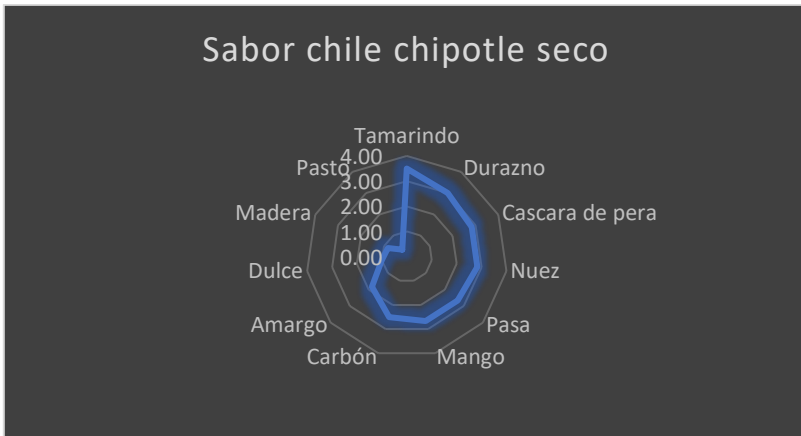 Sabor chile chipotle seco
Tamarindo
Durazno
Cascara de pera
Nuez
Pasa
Mango
Carbón
Amargo
Dulce
Madera
Pasto
4.00
3.00
2.00
1.00
0.00